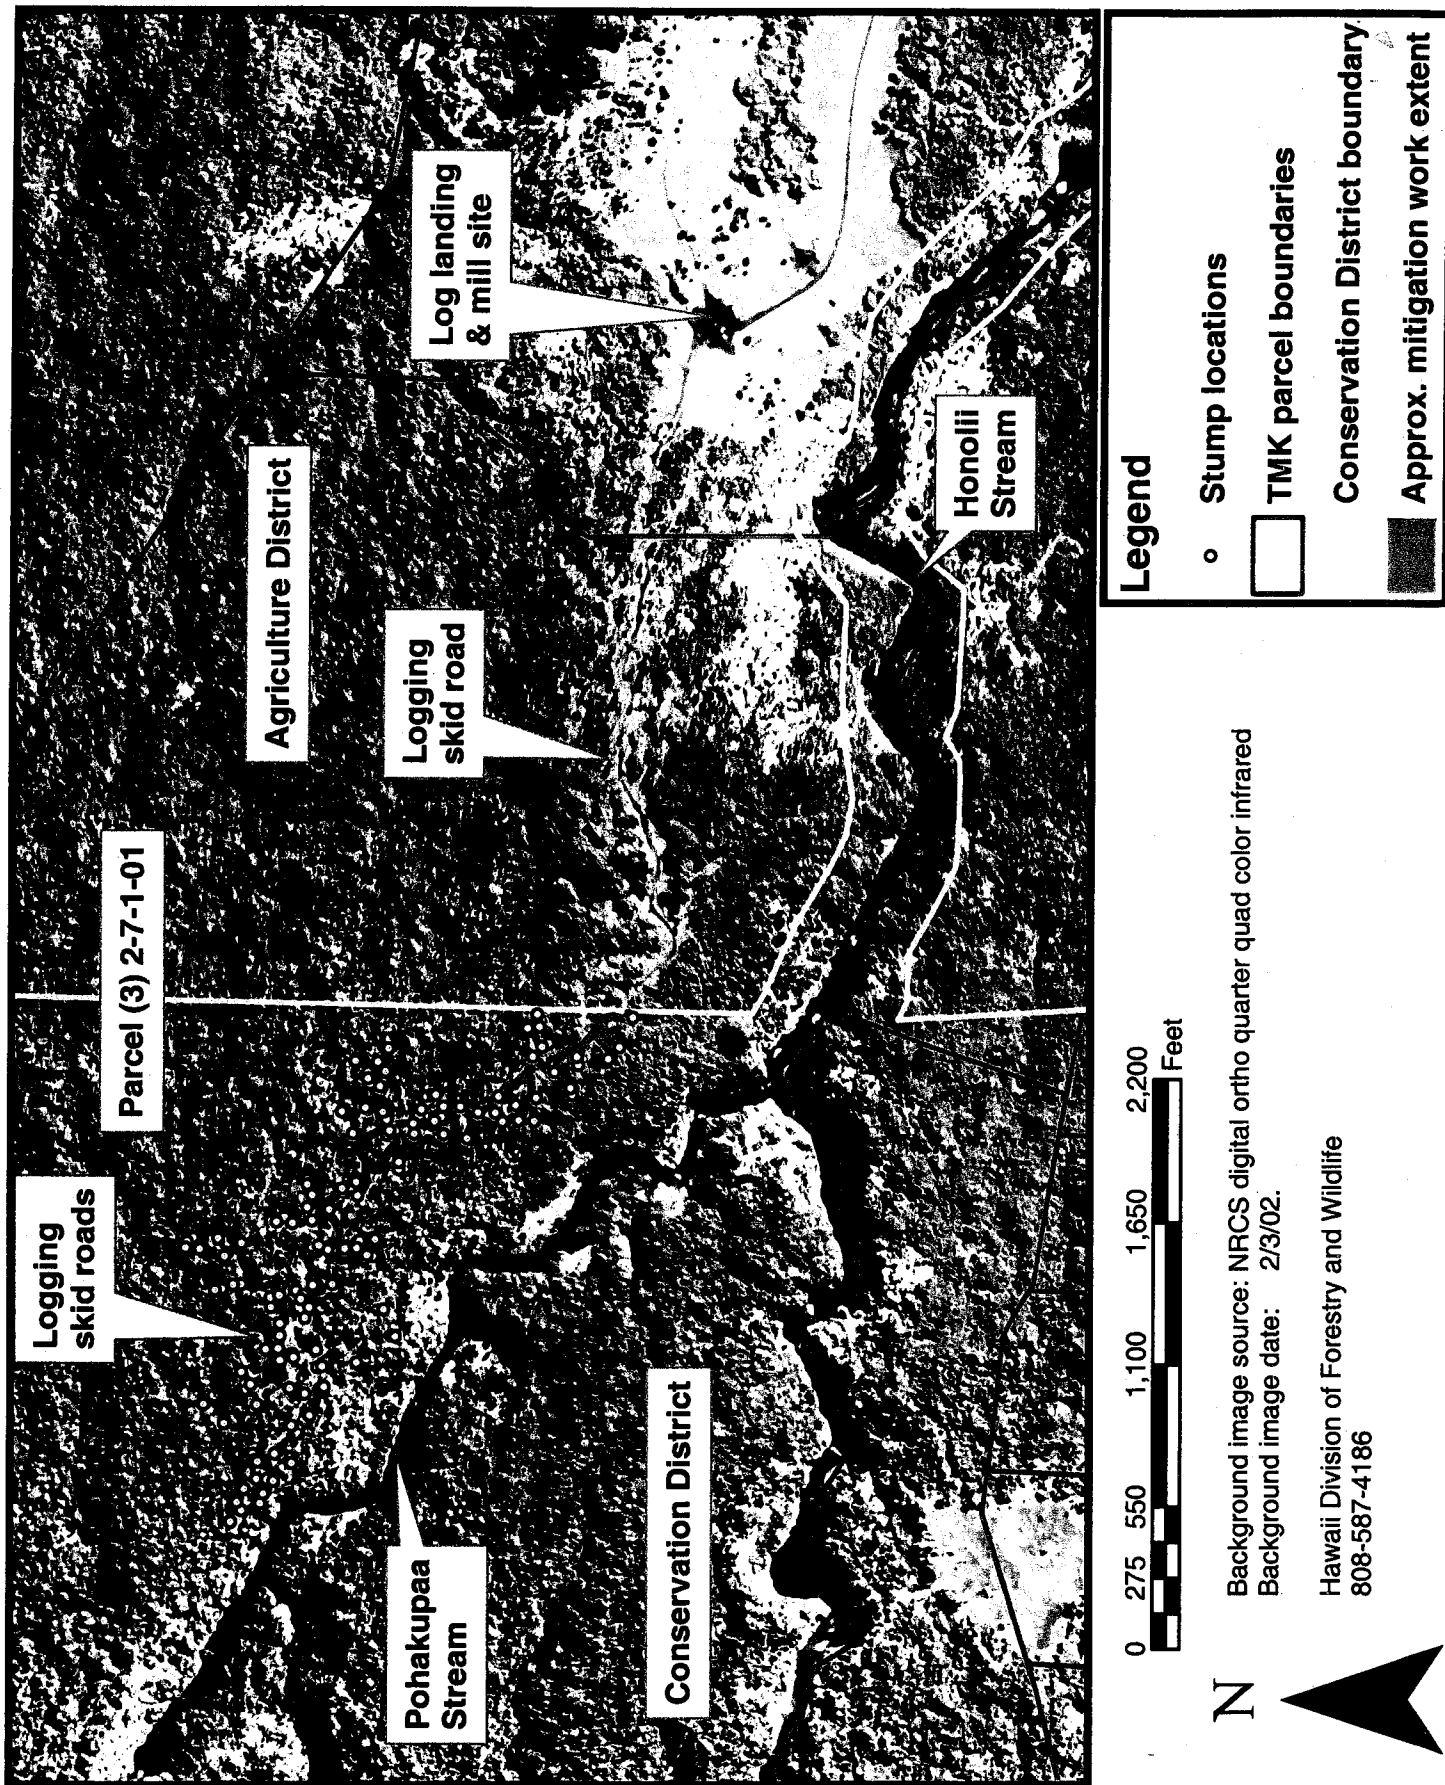 Logging
skid roads
Parcel (3) 2-7-1-01
Agriculture District
Logging
skid road
Log landing
& mill site
Pohakupaa
Stream
Conservation District
Honolii
Stream
0 275 550 1,100 1,650 2,200
Feet
N
Background image source: NRCS digital ortho quarter quad color infrared
Background image date: 2/3/02.
Hawaii Division of Forestry and Wildlife
808-587-4186
Legend
Stump locations
TMK parcel boundaries
Conservation District boundary
Approx. mitigation work extent